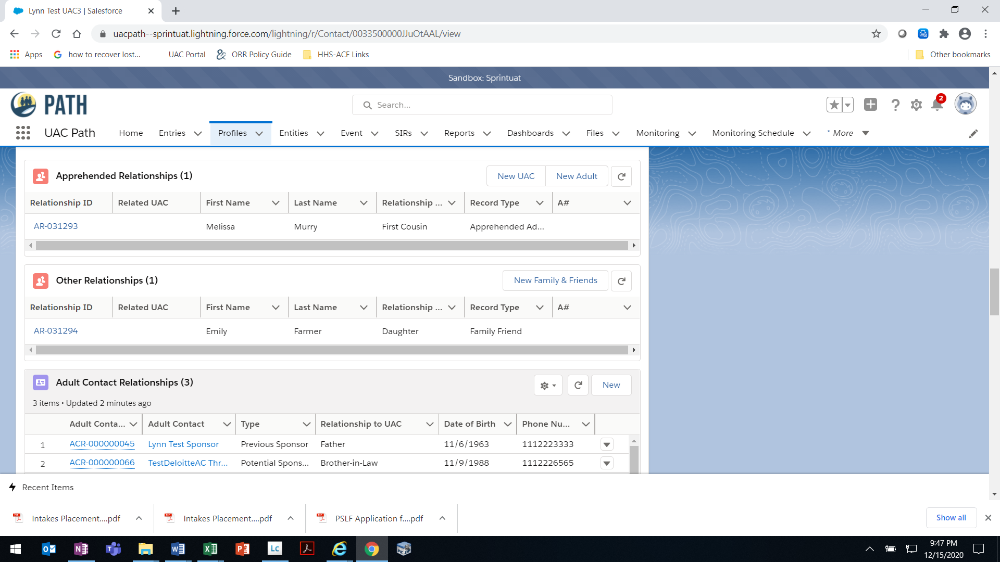 Lynn Test UAC3 | Salesforce
uacpath--sprintuat.lightning.force.com/lightning/r/Contact/0033500000JJuOtAAL/view
Apps how to recover lost... UAC Portal ORR Policy Guide HHS-ACF Links Other bookmarks
Sandbox: Sprintuat
PATH Search... 2
UAC Path Home Entries Profiles Entities Event SIRs Reports Dashboards Files Monitoring Monitoring Schedule * More
Apprehended Relationships (1) New UAC New Adult
Relationship ID Related UAC First Name Last Name Relationship ... Record Type A#
AR-031293 Melissa Murry First Cousin Apprehended Ad...
Other Relationships (1) New Family & Friends
Relationship ID Related UAC First Name Last Name Relationship ... Record Type A#
AR-031294 Emily Farmer Daughter Family Friend
Adult Contact Relationships (3) New
3 items • Updated 2 minutes ago
Adult Conta... Adult Contact Type Relationship to UAC Date of Birth Phone Nu...
1 ACR-000000045 Lynn Test Sponsor Previous Sponsor Father 11/6/1963 1112223333
2 ACR-000000066 TestDeloitteAC Thr... Potential Spons... Brother-in-Law 11/9/1988 1112226565
Recent Items
Intakes Placement....pdf Intakes Placement....pdf PSLF Application f....pdf Show all
9:47 PM
12/15/2020